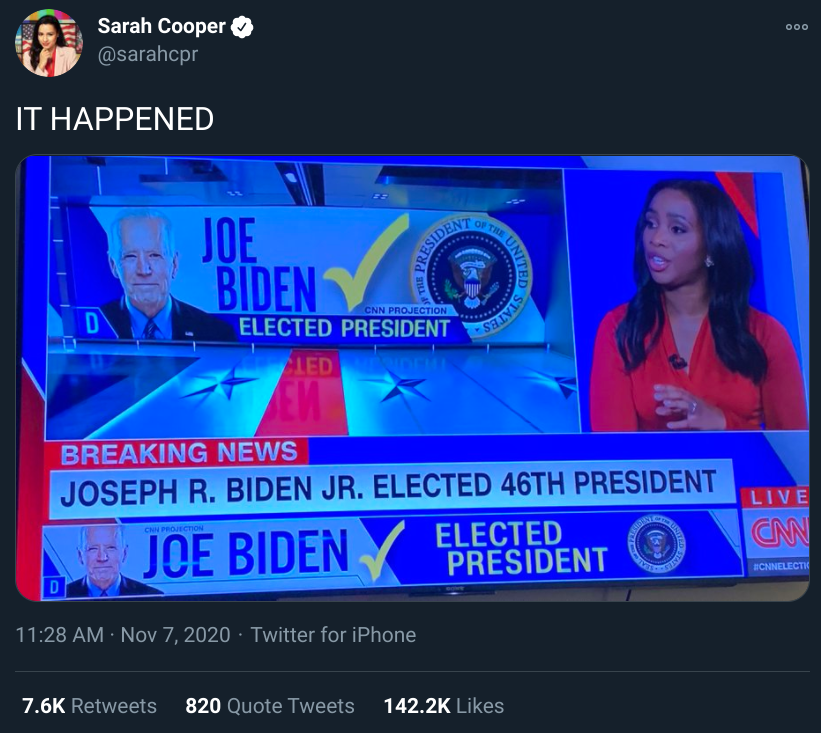 Sarah Cooper
@sarahcpr
IT HAPPENED
JOE
BIDEN
CNN PROJECTION
D
ELECTED PRESIDENT
PRESIDENT OF THE UNITED STATES
BREAKING NEWS
JOSEPH R. BIDEN JR. ELECTED 46TH PRESIDENT
LIVE
CNN PROJECTION
JOE BIDEN
ELECTED
PRESIDENT
CNN
D
#CNNELECTI
11:28 AM · Nov 7, 2020 · Twitter for iPhone
7.6K Retweets 820 Quote Tweets 142.2K Likes